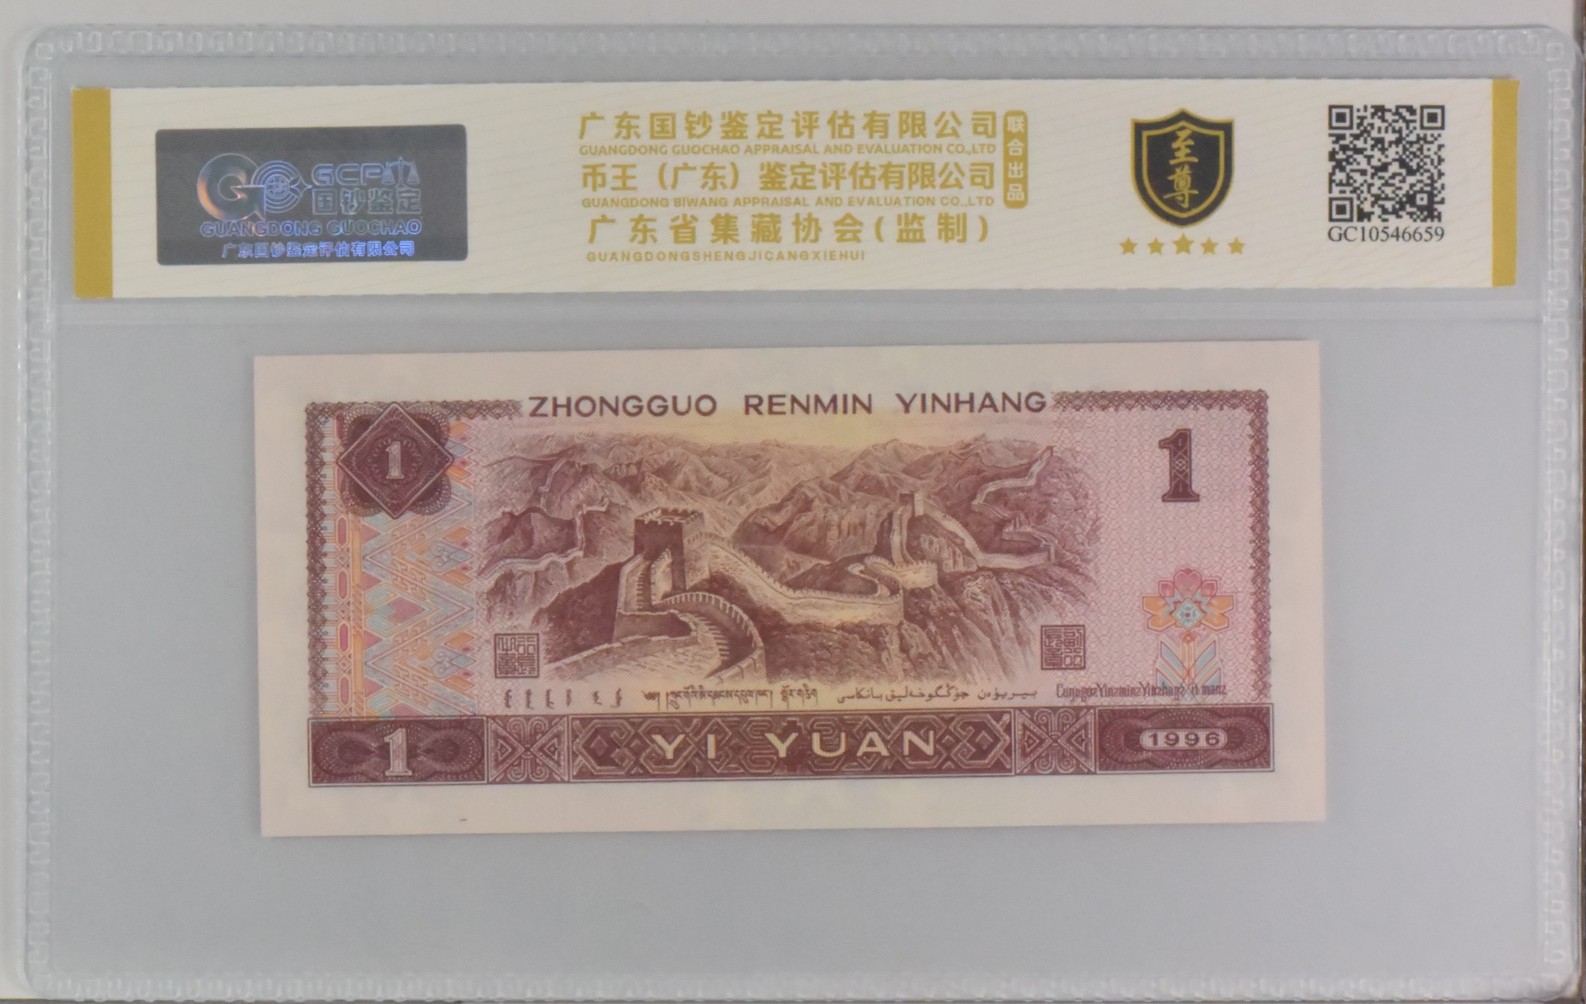 GCP
国钞鉴定
GUANGDONG GUOCHAO
广东国钞鉴定评估有限公司
广东国钞鉴定评估有限公司
GUANGDONG GUOCHAO APPRAISAL AND EVALUATION CO.,LTD
币王（广东）鉴定评估有限公司
GUANGDONG BIWANG APPRAISAL AND EVALUATION CO.,LTD
联合出品
广东省集藏协会(监制)
GUANGDONGSHENGJICANGXIEHUI
至尊
GC10546659
ZHONGGUO RENMIN YINHANG
1
1
1
YI YUAN
1996